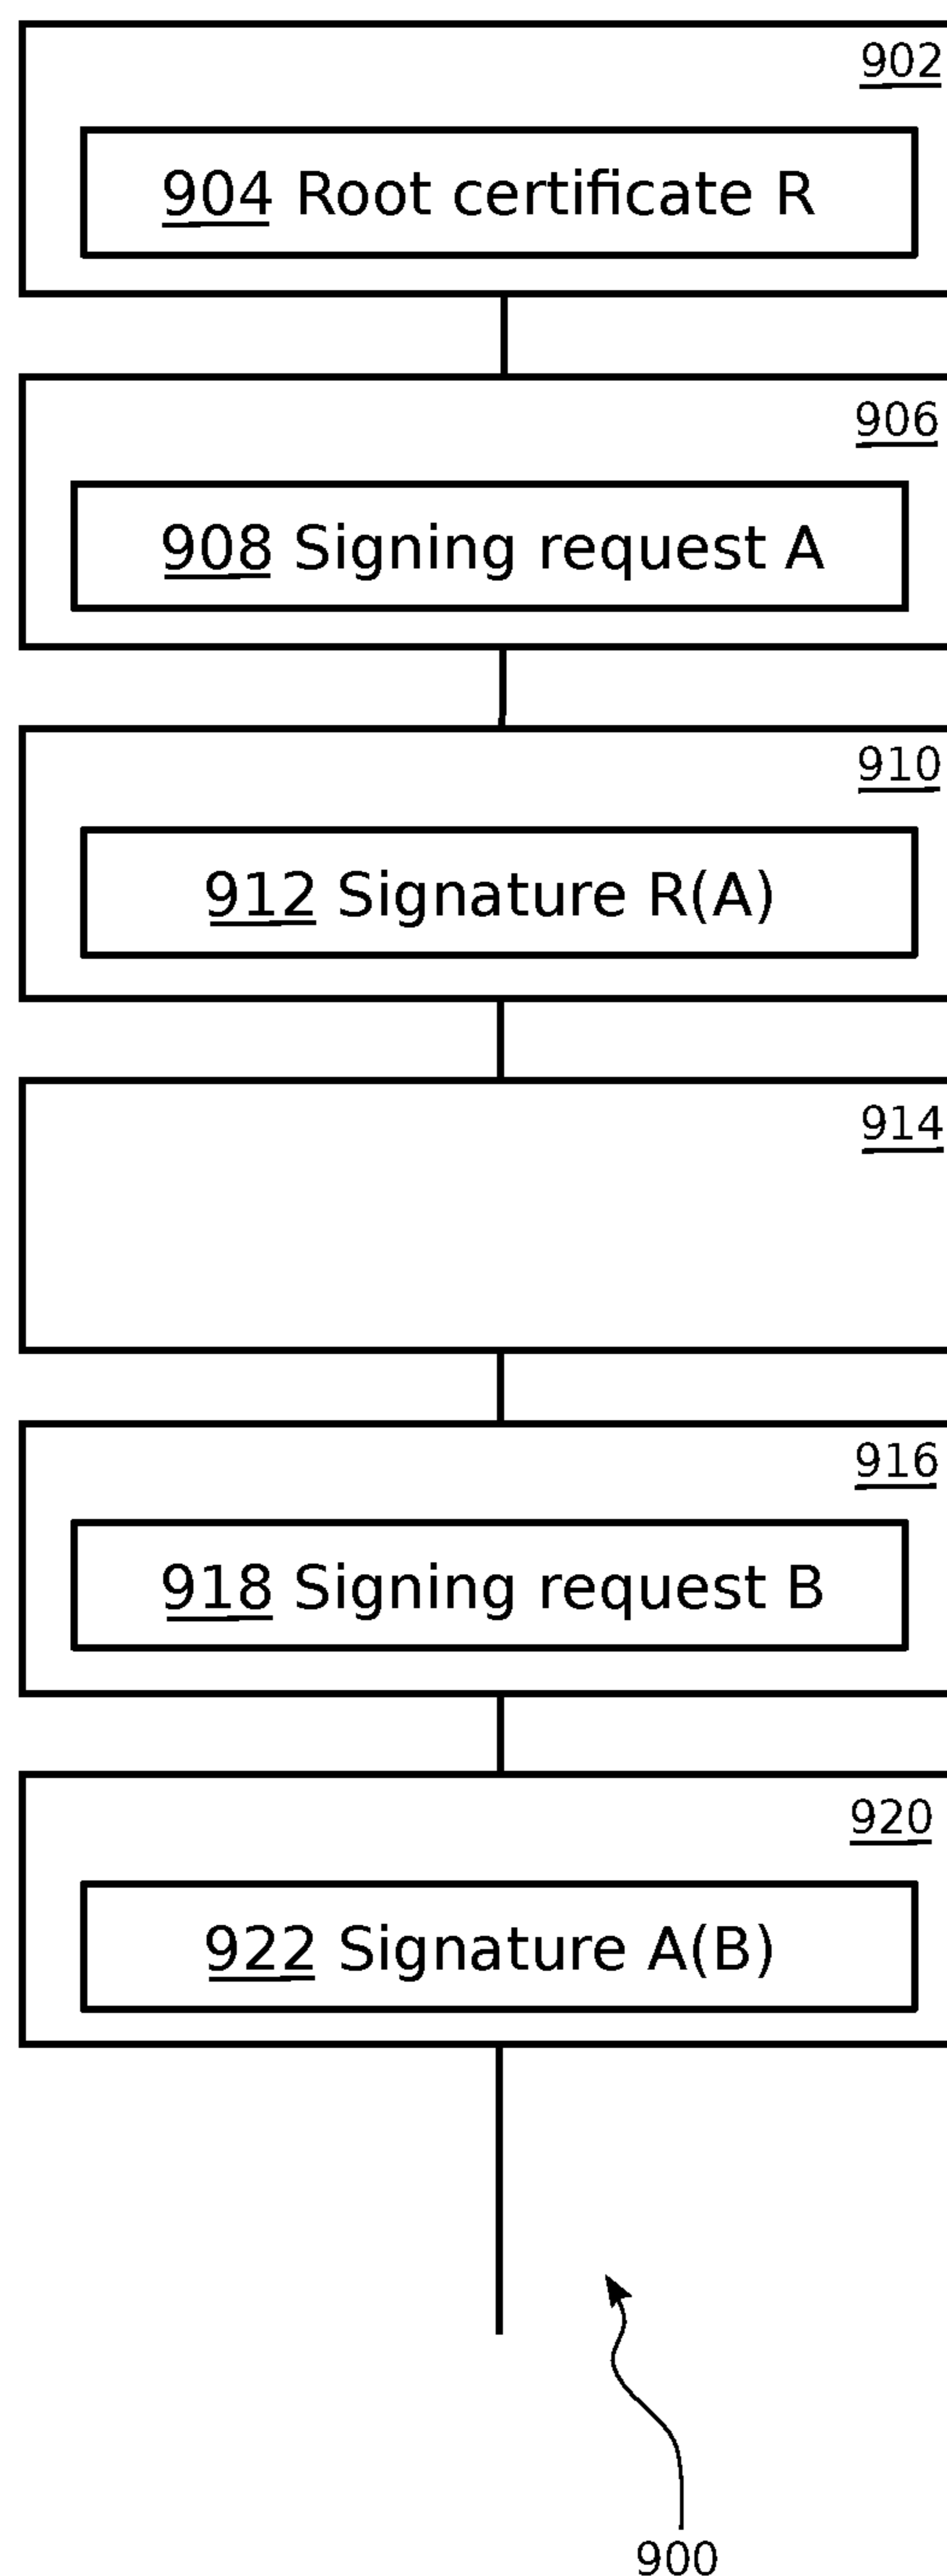 902
904 Root certificate R
906
908 Signing request A
910
912 Signature R(A)
914
916
918 Signing request B
920
922 Signature A(B)
900